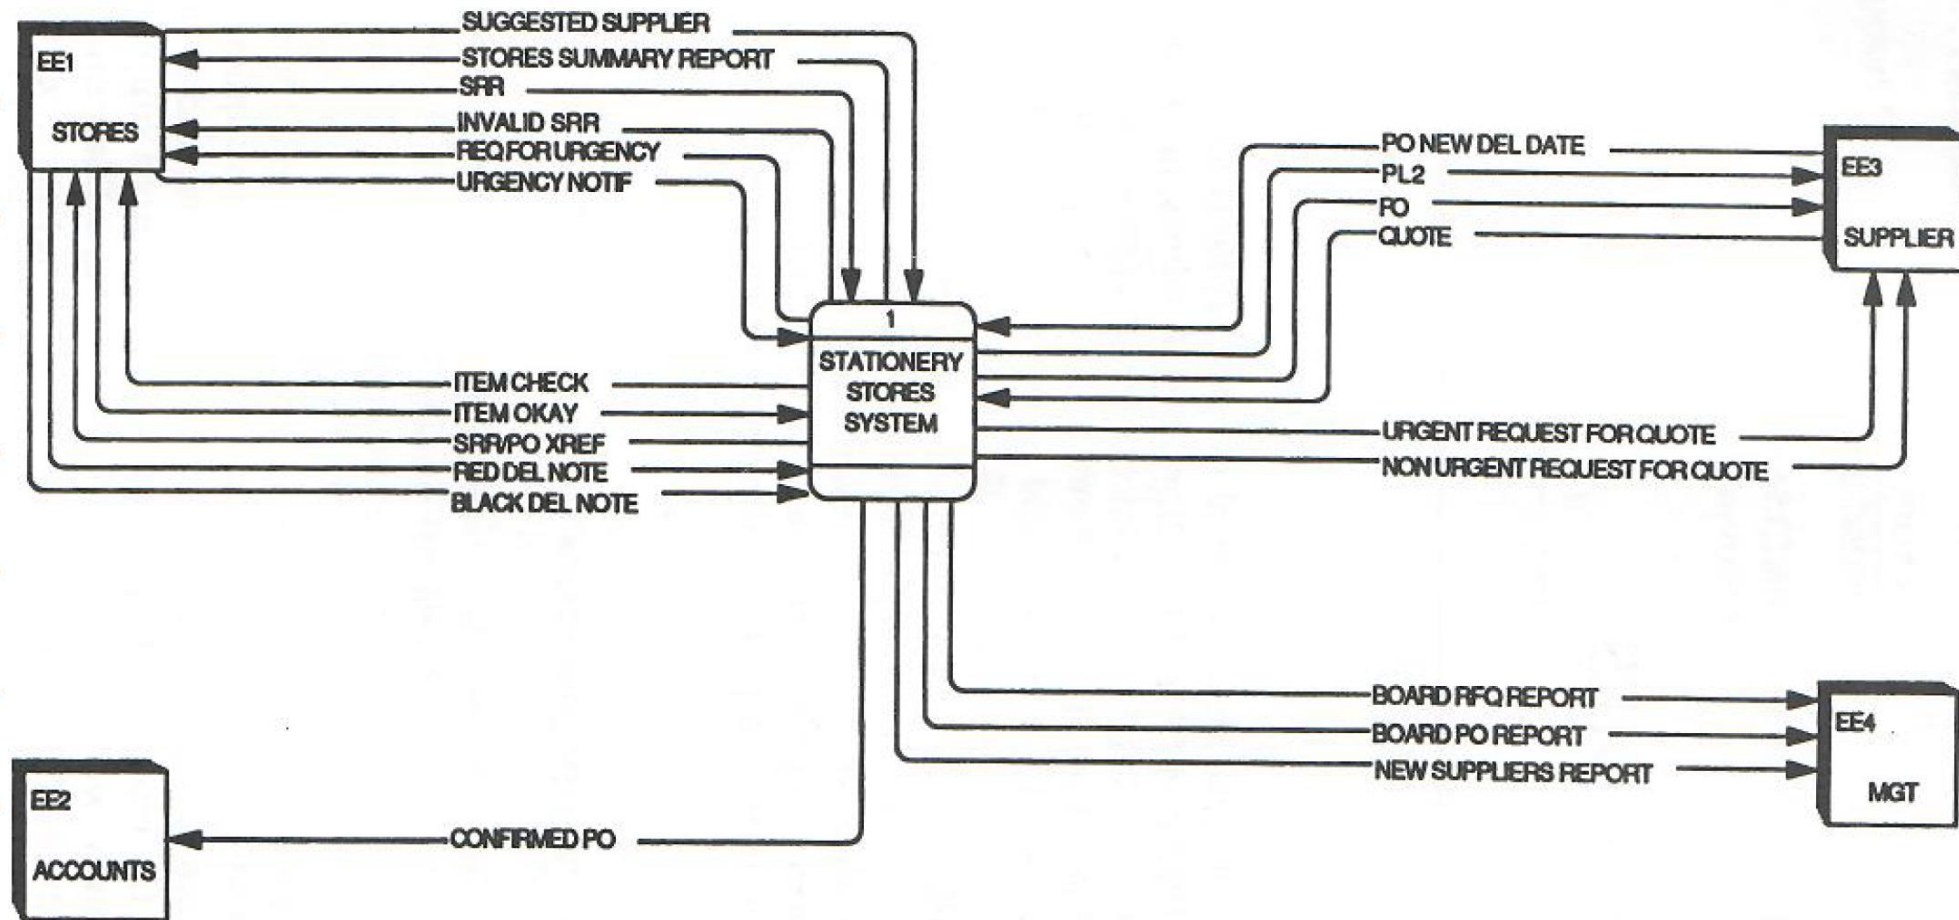 SUGGESTED SUPPLIER
EE1
STORES
STORES SUMMARY REPORT
SRR
INVALID SRR
REQ FOR URGENCY
URGENCY NOTIF
PO NEW DEL DATE
PL2
PO
QUOTE
EE3
SUPPLIER
1
STATIONERY
STORES
SYSTEM
ITEM CHECK
ITEM OKAY
SRR/PO XREF
RED DEL NOTE
BLACK DEL NOTE
URGENT REQUEST FOR QUOTE
NON URGENT REQUEST FOR QUOTE
BOARD RFQ REPORT
BOARD PO REPORT
NEW SUPPLIERS REPORT
EE4
MGT
EE2
ACCOUNTS
CONFIRMED PO